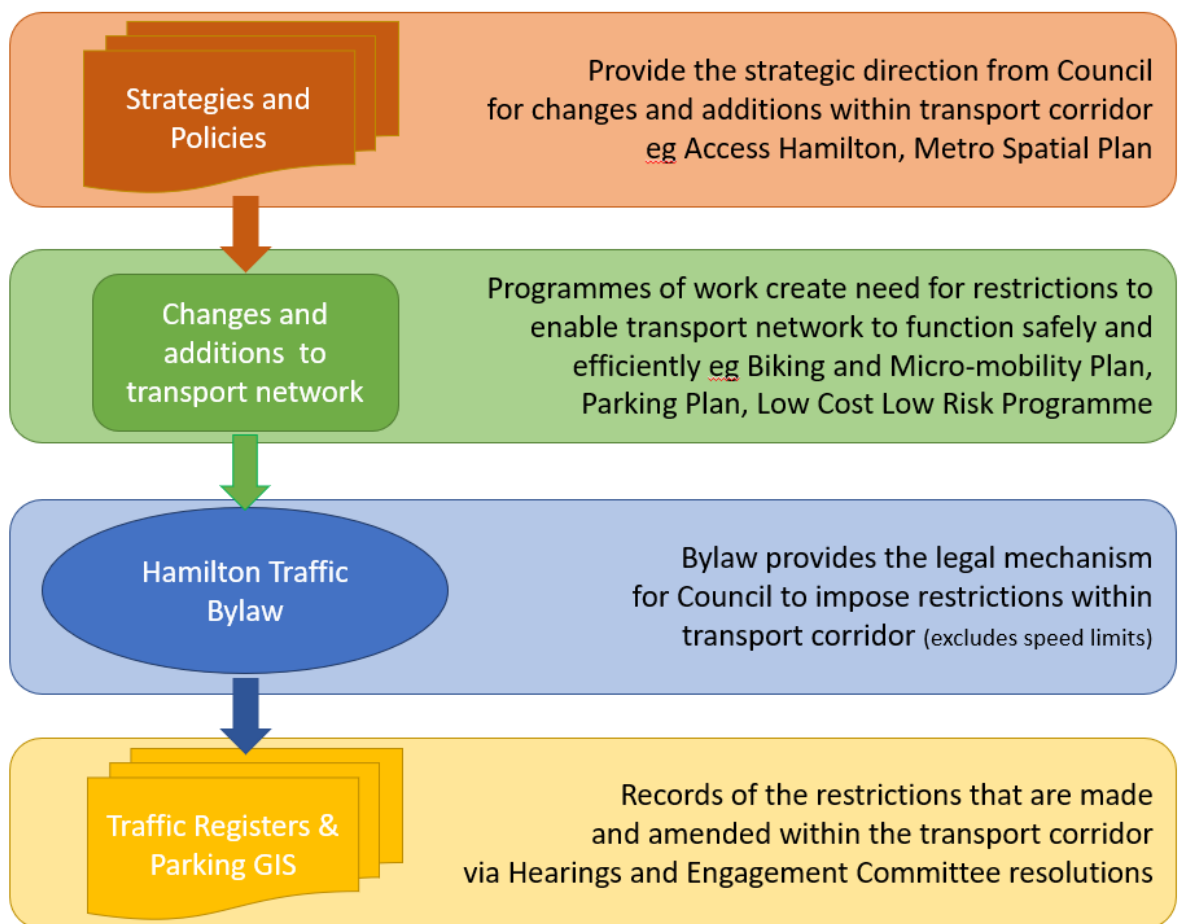 Strategies and
Policies
Provide the strategic direction from Council
for changes and additions within transport corridor
eg Access Hamilton, Metro Spatial Plan
Changes and
additions to
transport network
Programmes of work create need for restrictions to
enable transport network to function safely and
efficiently eg Biking and Micro-mobility Plan,
Parking Plan, Low Cost Low Risk Programme
Hamilton Traffic
Bylaw
Bylaw provides the legal mechanism
for Council to impose restrictions within
transport corridor (excludes speed limits)
Traffic Registers &
Parking GIS
Records of the restrictions that are made
and amended within the transport corridor
via Hearings and Engagement Committee resolutions